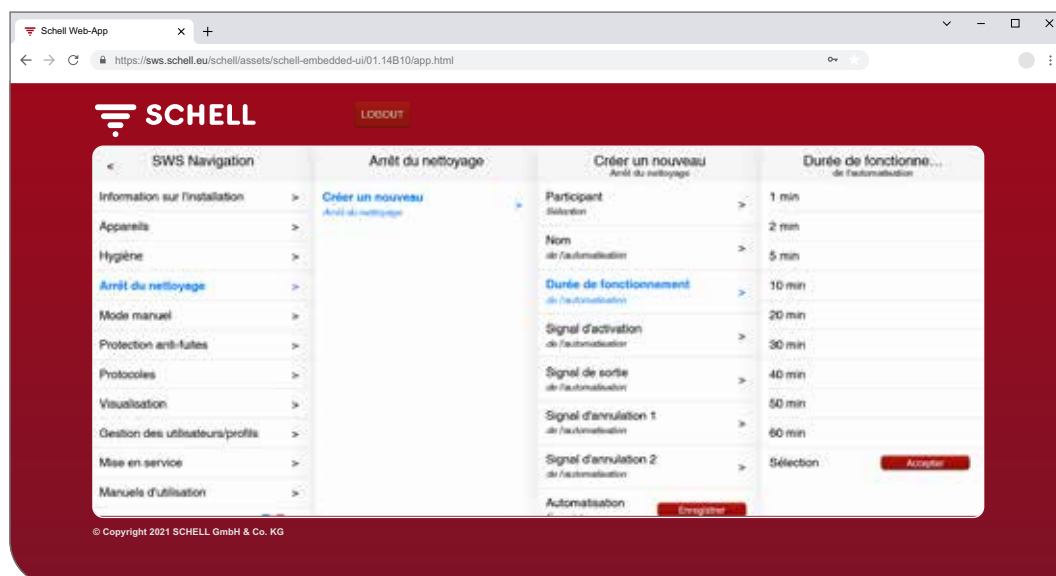 Schell Web-App
https://sws.schell.eu/schell/assets/schell-embedded-ui/01.14B10/app.html
SCHELL
LOGOUT
SWS Navigation
Information sur l'installation
Appareils
Hygiène
Arrêt du nettoyage
Mode manuel
Protection anti-fuites
Protocoles
Visualisation
Gestion des utilisateurs/profils
Mise en service
Manuels d'utilisation
Arrêt du nettoyage
Créer un nouveau
Arrêt du nettoyage
Créer un nouveau
Arrêt du nettoyage
Participant
Sélection
Nom
de l'automatisation
Durée de fonctionnement
de l'automatisation
Signal d'activation
de l'automatisation
Signal de sortie
de l'automatisation
Signal d'annulation 1
de l'automatisation
Signal d'annulation 2
de l'automatisation
Automatisation
Enregistrer
Durée de fonctionne...
de l'automatisation
1 min
2 min
5 min
10 min
20 min
30 min
40 min
50 min
60 min
Sélection
Accepter
© Copyright 2021 SCHELL GmbH & Co. KG